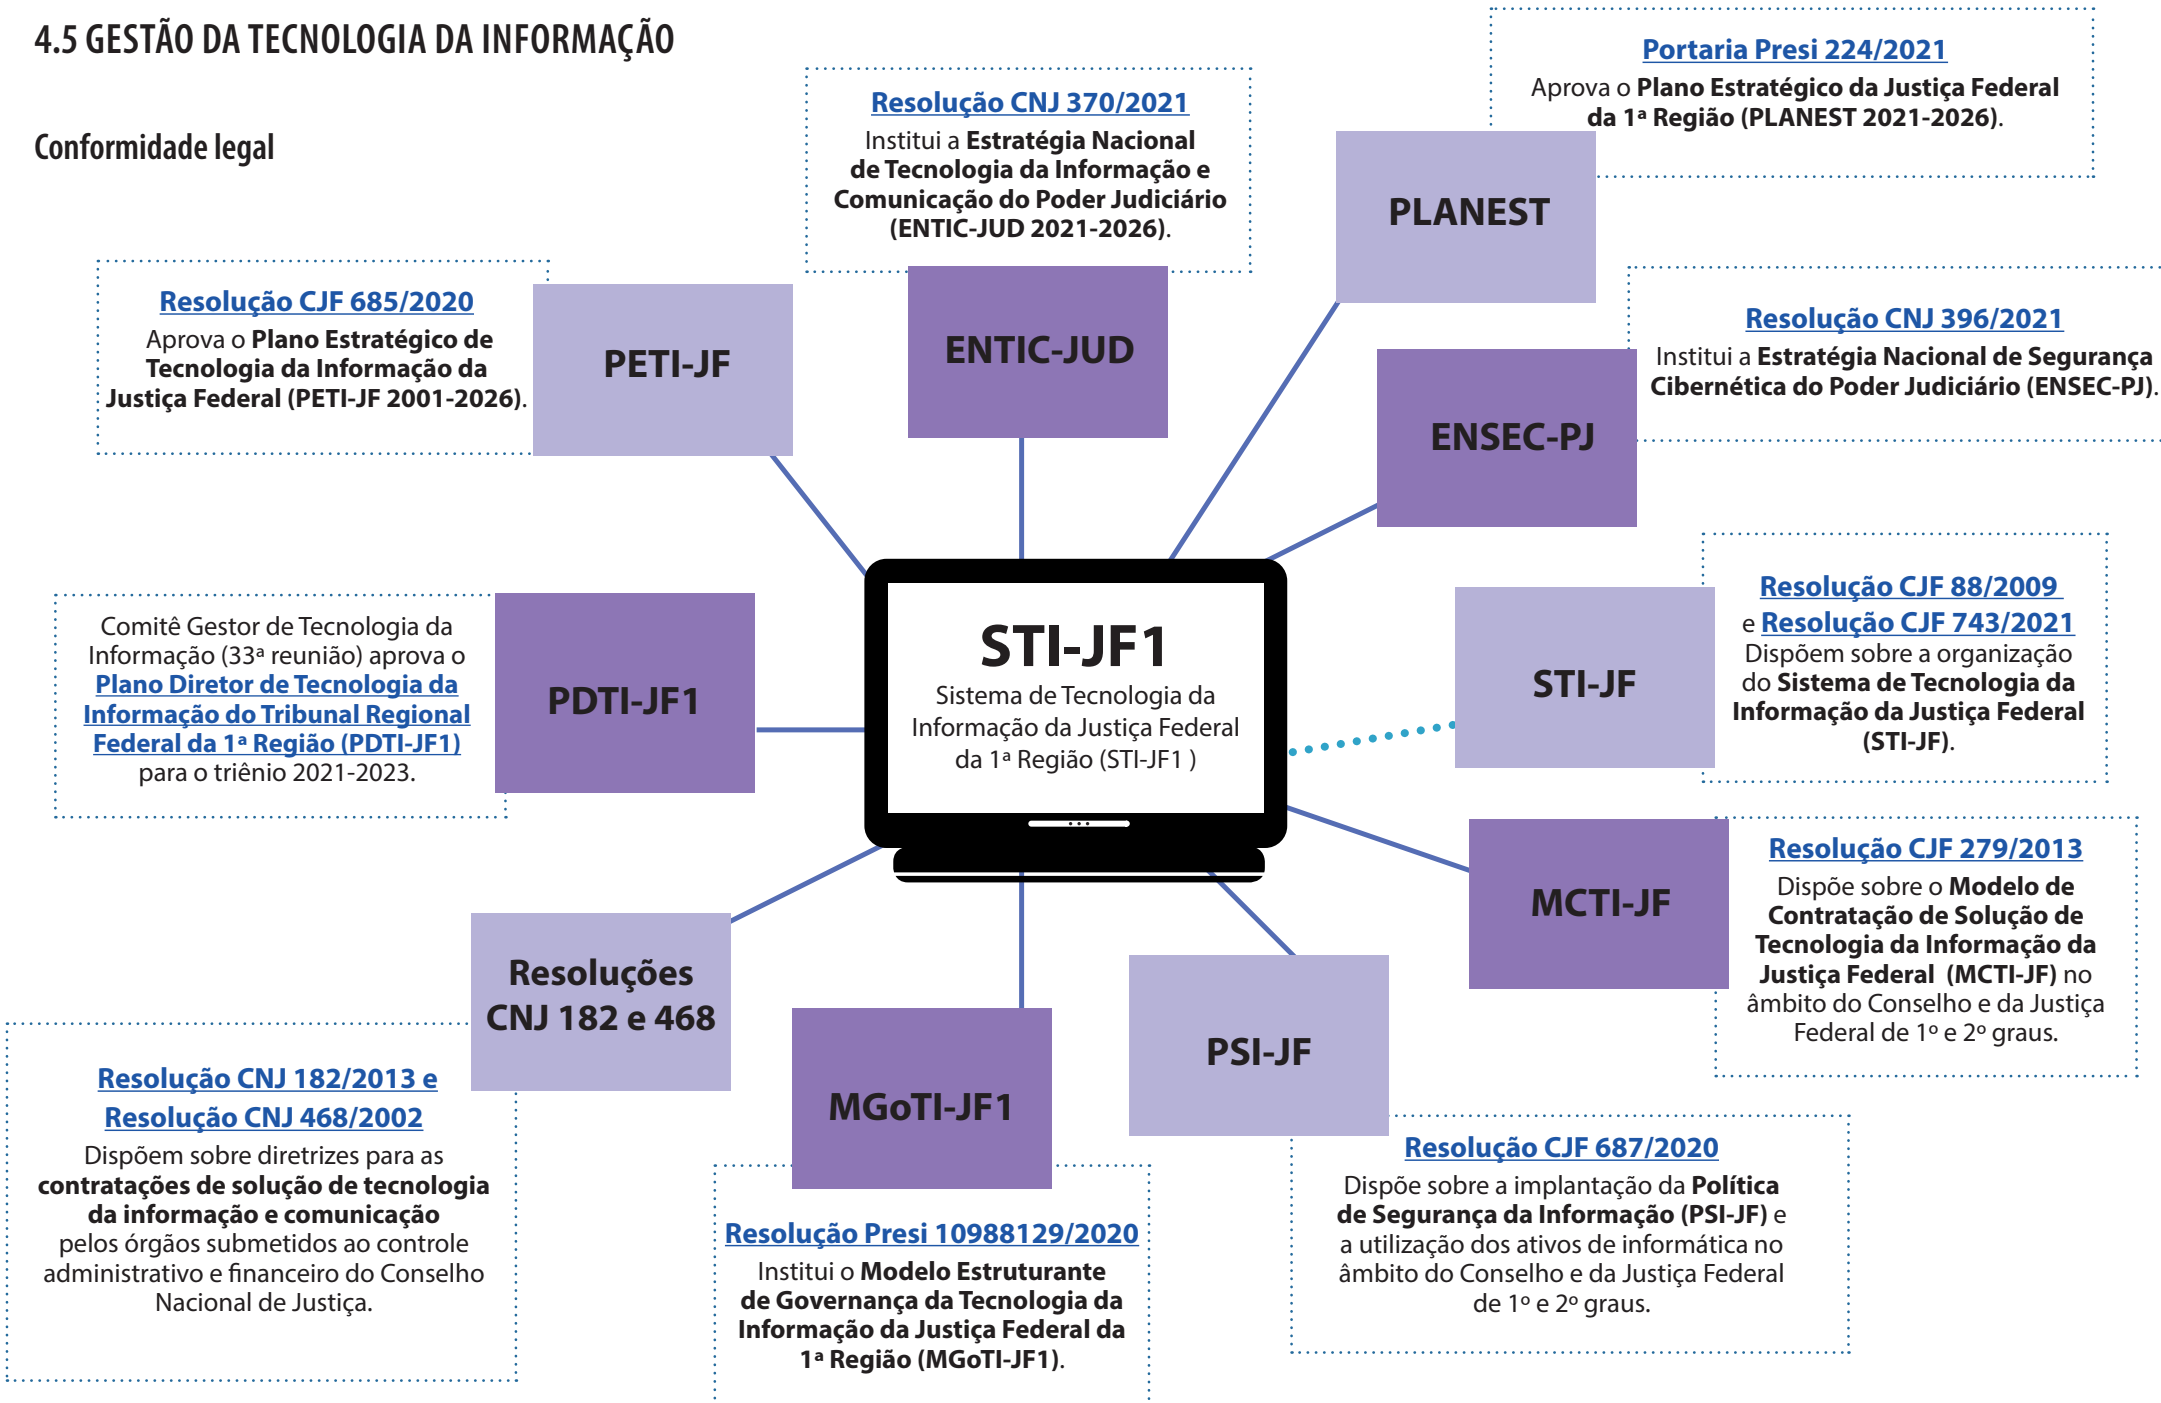 4.5 GESTÃO DA TECNOLOGIA DA INFORMAÇÃO
Conformidade legal
Resolução CJF 685/2020
Aprova o Plano Estratégico de
Tecnologia da Informação da
Justiça Federal (PETI-JF 2001-2026).
PETI-JF
Resolução CNJ 370/2021
Institui a Estratégia Nacional
de Tecnologia da Informação e
Comunicação do Poder Judiciário
(ENTIC-JUD 2021-2026).
ENTIC-JUD
Portaria Presi 224/2021
Aprova o Plano Estratégico da Justiça Federal
da 1ª Região (PLANEST 2021-2026).
PLANEST
Resolução CNJ 396/2021
Institui a Estratégia Nacional de Segurança
Cibernética do Poder Judiciário (ENSEC-PJ).
ENSEC-PJ
Comitê Gestor de Tecnologia da
Informação (33ª reunião) aprova o
Plano Diretor de Tecnologia da
Informação do Tribunal Regional
Federal da 1ª Região (PDTI-JF1)
para o triênio 2021-2023.
PDTI-JF1
STI-JF1
Sistema de Tecnologia da
Informação da Justiça Federal
da 1ª Região (STI-JF1 )
STI-JF
Resolução CJF 88/2009
e Resolução CJF 743/2021
Dispõem sobre a organização
do Sistema de Tecnologia da
Informação da Justiça Federal
(STI-JF).
MCTI-JF
Resolução CJF 279/2013
Dispõe sobre o Modelo de
Contratação de Solução de
Tecnologia da Informação da
Justiça Federal (MCTI-JF) no
âmbito do Conselho e da Justiça
Federal de 1º e 2º graus.
Resoluções
CNJ 182 e 468
Resolução CNJ 182/2013 e
Resolução CNJ 468/2002
Dispõem sobre diretrizes para as
contratações de solução de tecnologia
da informação e comunicação
pelos órgãos submetidos ao controle
administrativo e financeiro do Conselho
Nacional de Justiça.
MGoTI-JF1
Resolução Presi 10988129/2020
Institui o Modelo Estruturante
de Governança da Tecnologia da
Informação da Justiça Federal da
1ª Região (MGoTI-JF1).
PSI-JF
Resolução CJF 687/2020
Dispõe sobre a implantação da Política
de Segurança da Informação (PSI-JF) e
a utilização dos ativos de informática no
âmbito do Conselho e da Justiça Federal
de 1º e 2º graus.